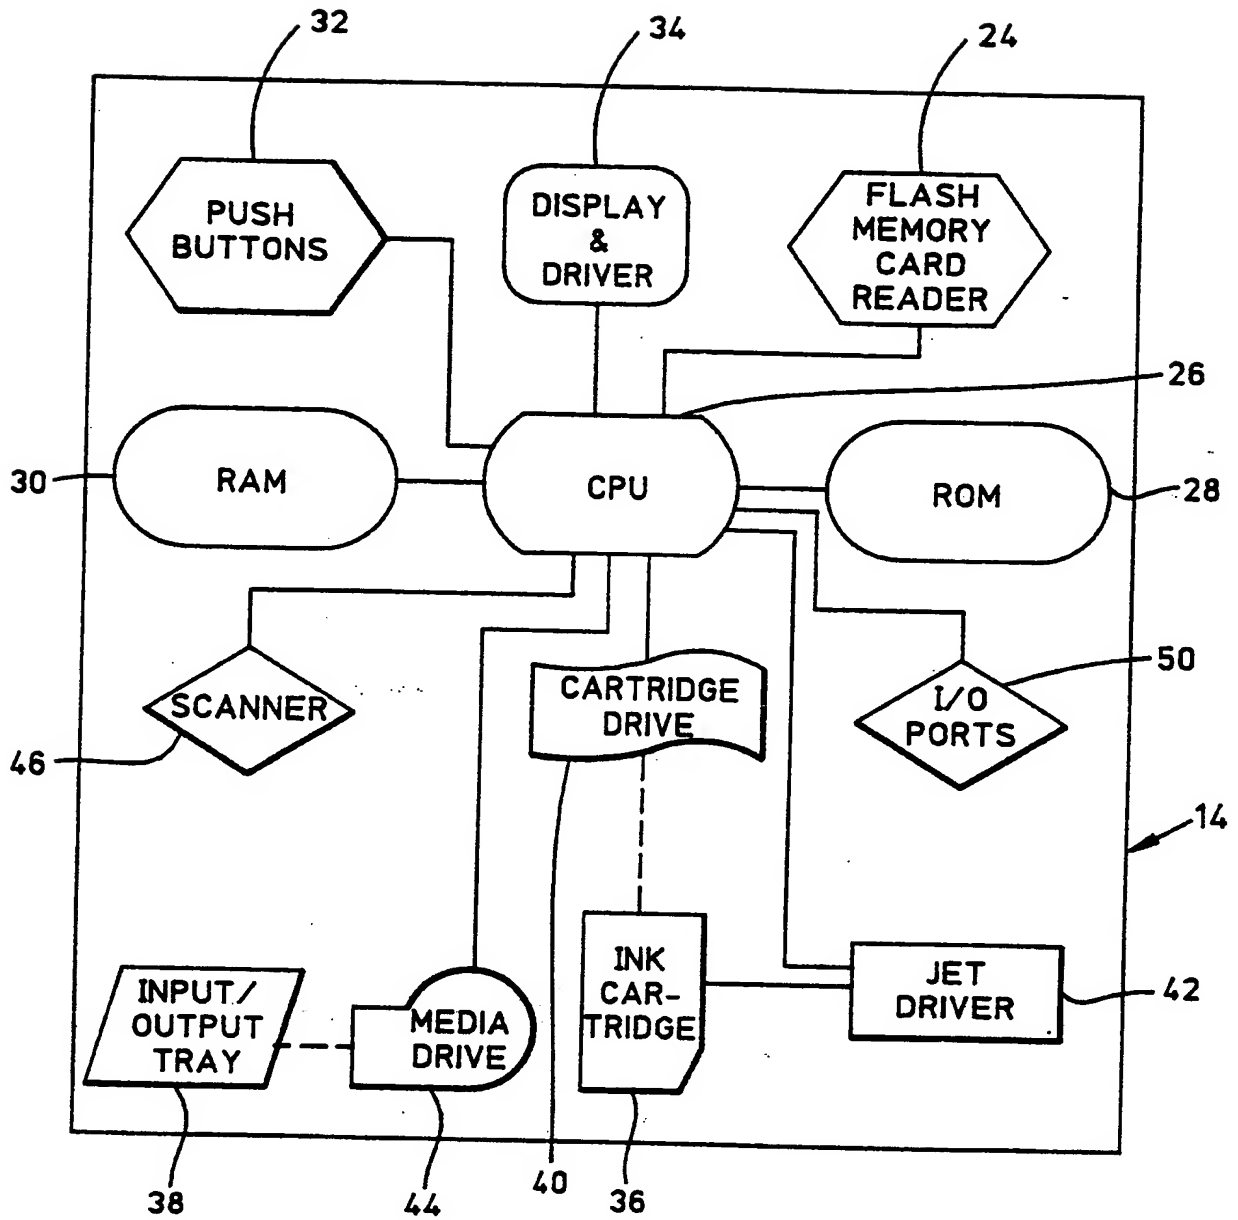 32
34
24
PUSH
BUTTONS
DISPLAY
&
DRIVER
FLASH
MEMORY
CARD
READER
26
30
RAM
CPU
ROM
28
SCANNER
46
CARTRIDGE
DRIVE
I/O
PORTS
50
14
INPUT/
OUTPUT
TRAY
MEDIA
DRIVE
INK
CAR-
TRIDGE
JET
DRIVER
42
38
44
40
36